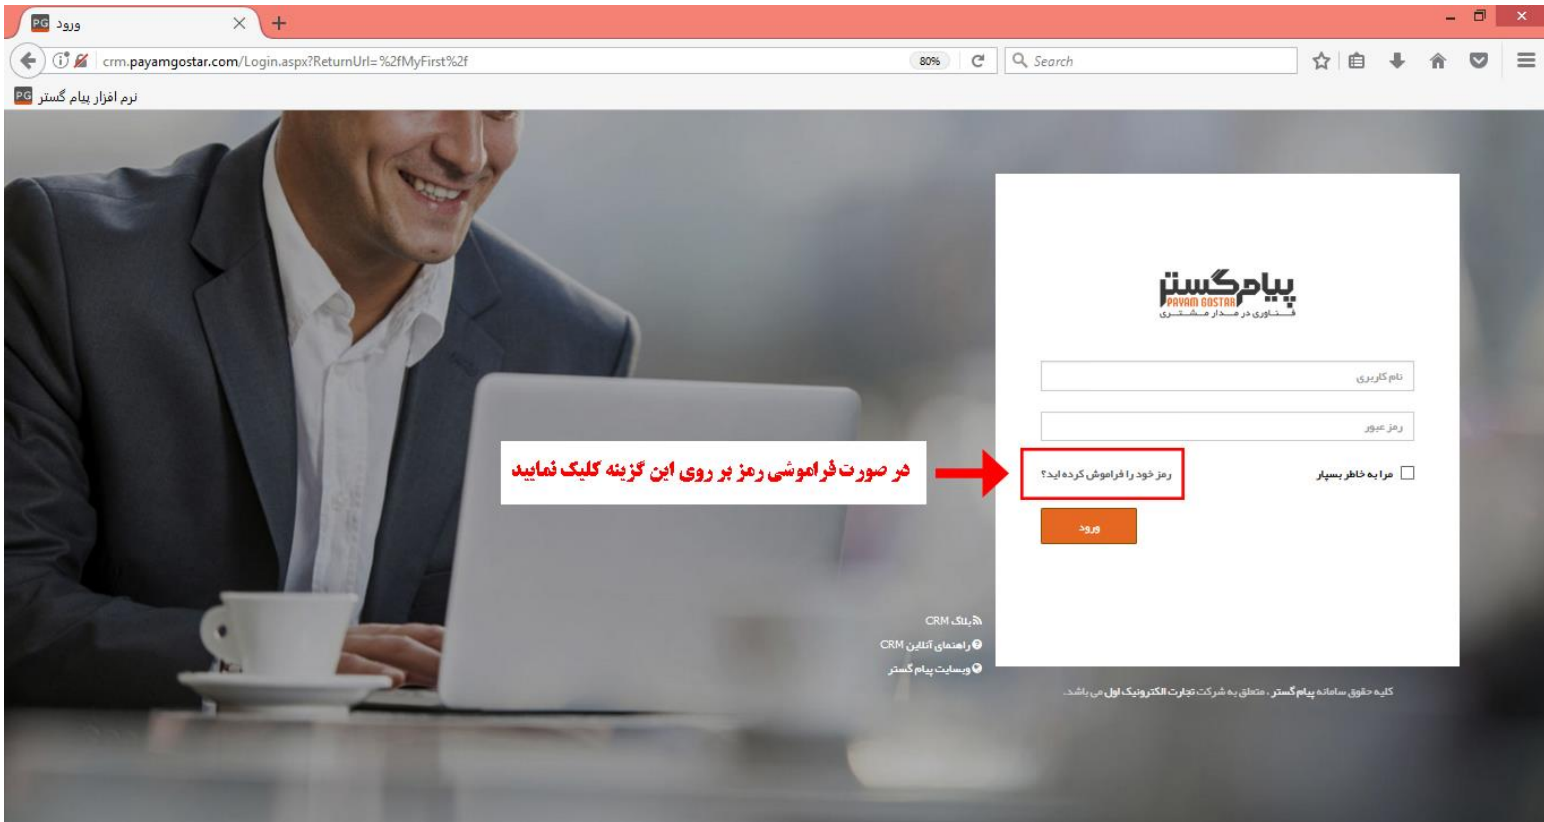 ورود
crm.payamgostar.com/Login.aspx?ReturnUrl=%2fMyFirst%2f
80%
Search
نرم افزار پیام گستر
پیام‌گستر
PAYAM GOSTAR
فــنــاوری در مــدار مــشــتــری
نام کاربری
رمز عبور
مرا به خاطر بسپار
رمز خود را فراموش کرده اید؟
در صورت فراموشی رمز بر روی این گزینه کلیک نمایید
ورود
بلاگ CRM
راهنمای آنلاین CRM
وبسایت پیام گستر
کلیه حقوق سامانه پیام گستر ، متعلق به شرکت تجارت الکترونیک اول می باشد.